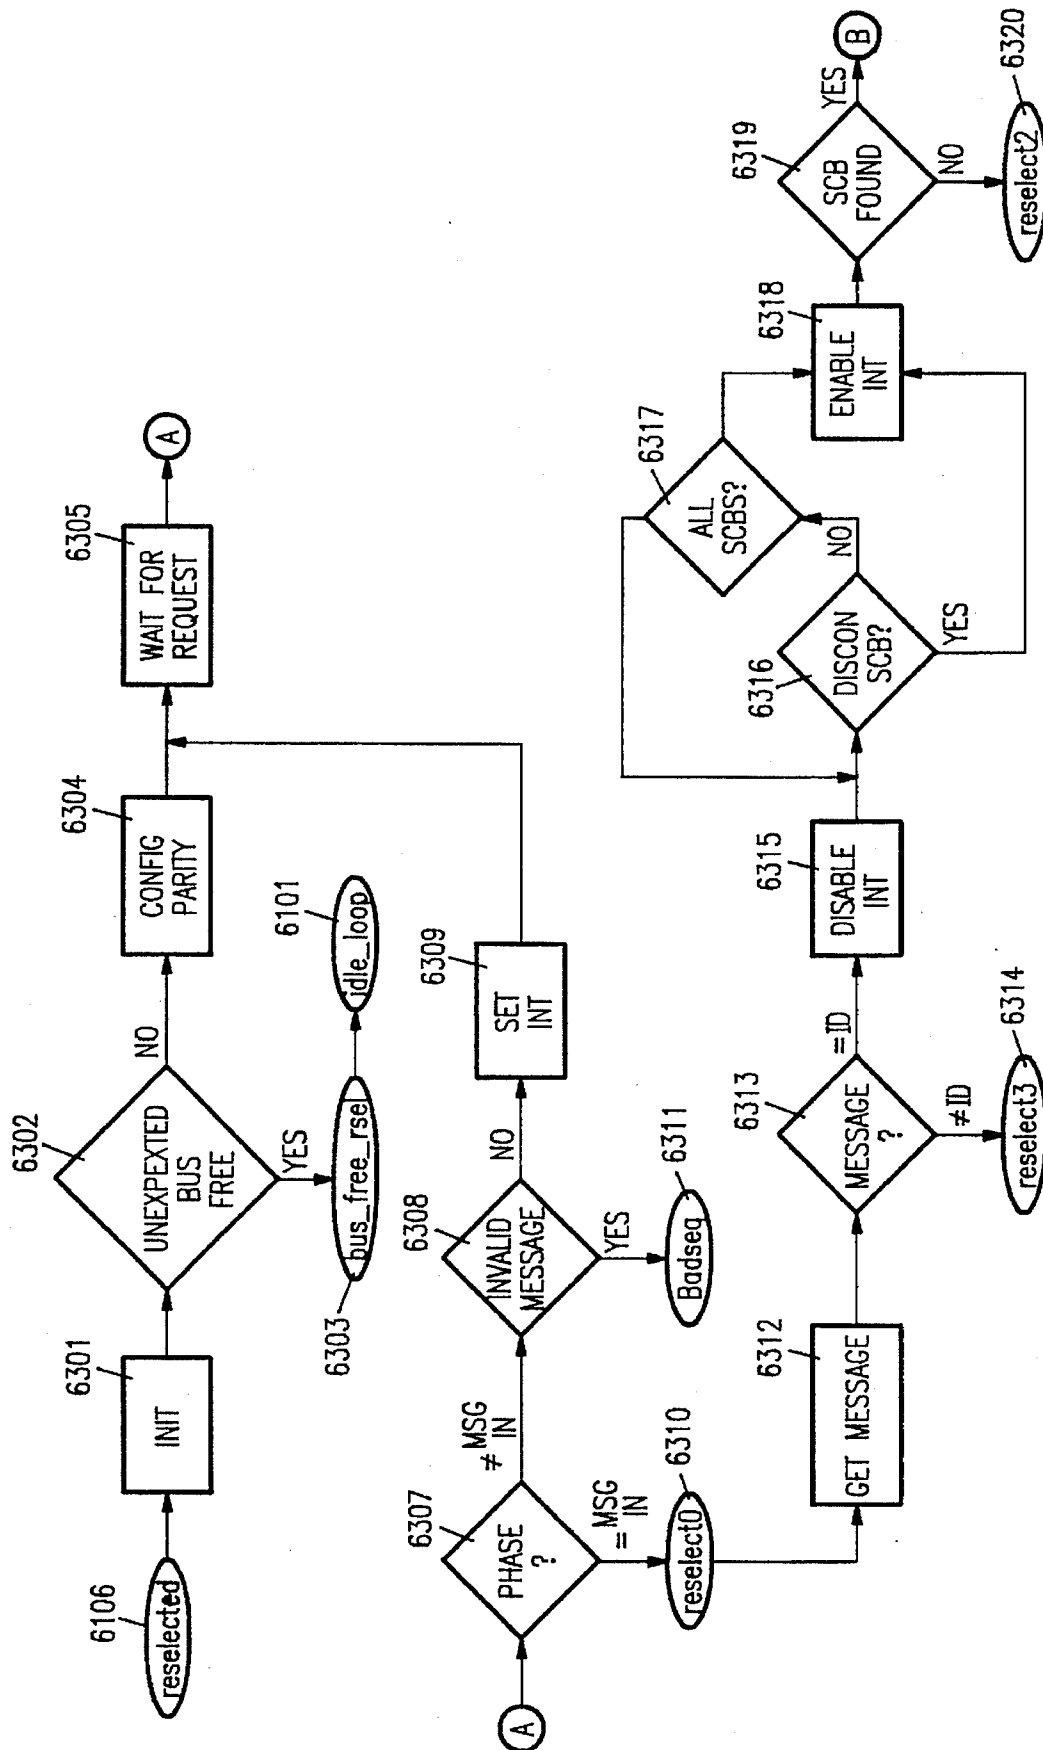 6106
reselected
6301
INIT
6302
UNEXPEXTED
BUS
FREE
NO
YES
6303
bus_free_rsel
6101
idle_loop
6304
CONFIG
PARITY
6305
WAIT FOR
REQUEST
A
A
6307
PHASE
?
≠ MSG
IN
= MSG
IN
6308
INVALID
MESSAGE
NO
YES
6309
SET
INT
6310
reselect0
6311
Badseq
6312
GET MESSAGE
6313
MESSAGE
?
=ID
≠ID
6314
reselect3
6315
DISABLE
INT
6316
DISCON
SCB?
NO
YES
6317
ALL
SCBS?
6318
ENABLE
INT
6319
SCB
FOUND
YES
B
NO
6320
reselect2